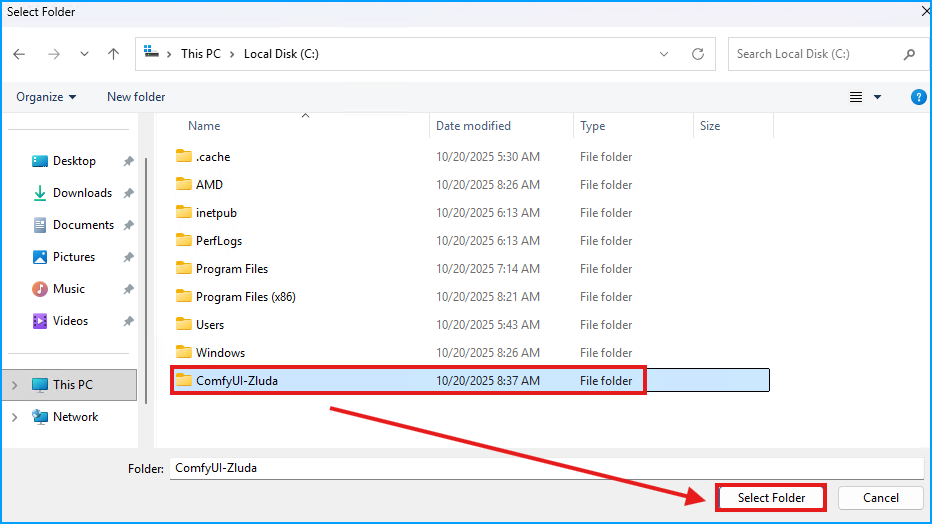 Select Folder
This PC > Local Disk (C:)
Search Local Disk (C:)
Organize
New folder
Name
Date modified
Type
Size
Desktop
Downloads
Documents
Pictures
Music
Videos
This PC
Network
.cache 10/20/2025 5:30 AM File folder
AMD 10/20/2025 8:26 AM File folder
inetpub 10/20/2025 6:13 AM File folder
PerfLogs 10/20/2025 6:13 AM File folder
Program Files 10/20/2025 7:14 AM File folder
Program Files (x86) 10/20/2025 8:21 AM File folder
Users 10/20/2025 5:43 AM File folder
Windows 10/20/2025 8:26 AM File folder
ComfyUI-Zluda 10/20/2025 8:37 AM File folder
Folder: ComfyUI-Zluda
Select Folder
Cancel